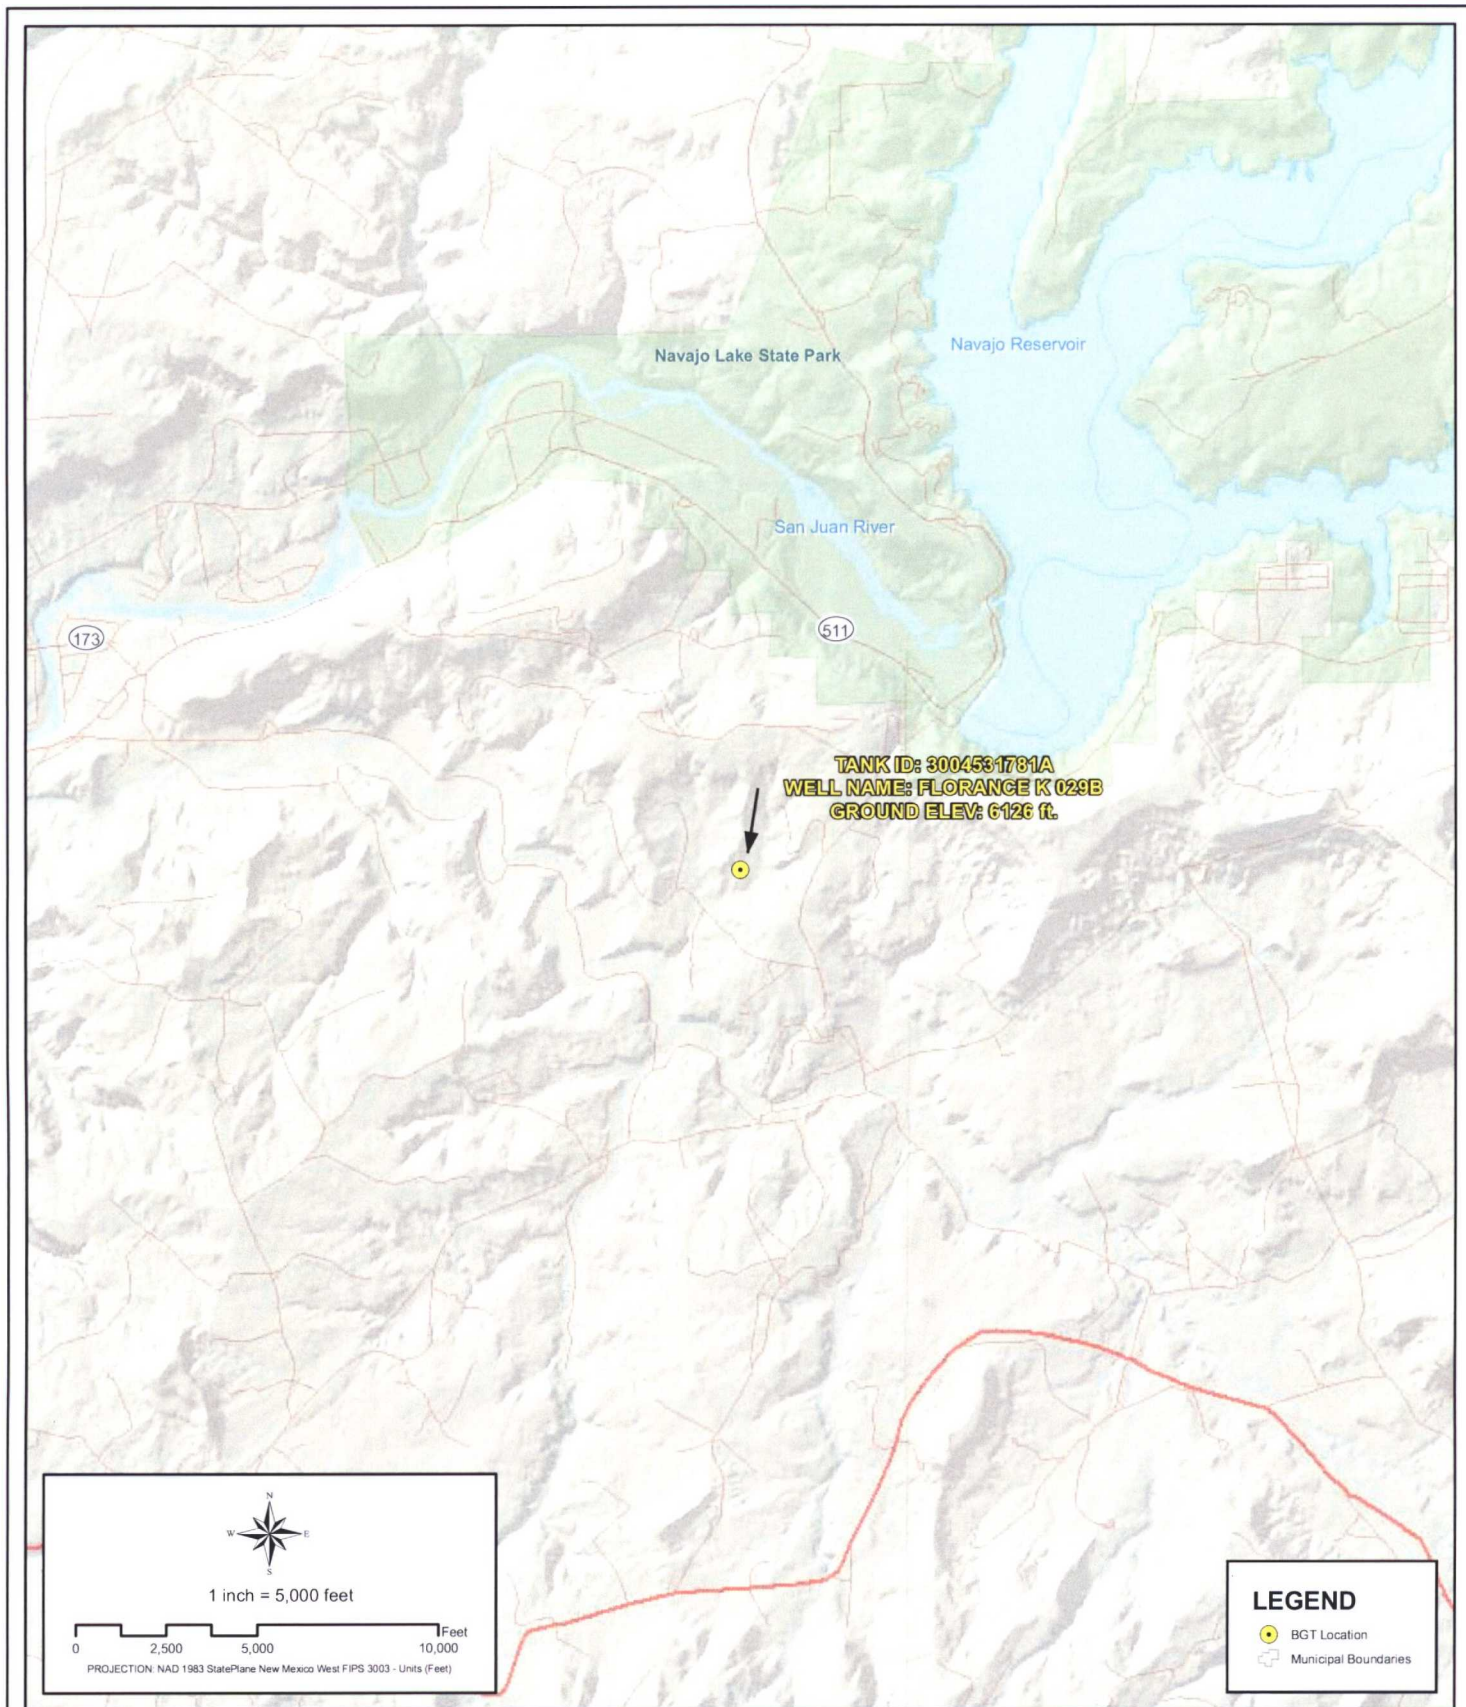 Navajo Lake State Park
Navajo Reservoir
San Juan River
173
511
TANK ID: 3004531781A
WELL NAME: FLORANCE K 029B
GROUND ELEV: 6126 ft.
N
W
E
S
1 inch = 5,000 feet
Feet
0 2,500 5,000 10,000
PROJECTION: NAD 1983 StatePlane New Mexico West FIPS 3003 - Units (Feet)
LEGEND
BGT Location
Municipal Boundaries